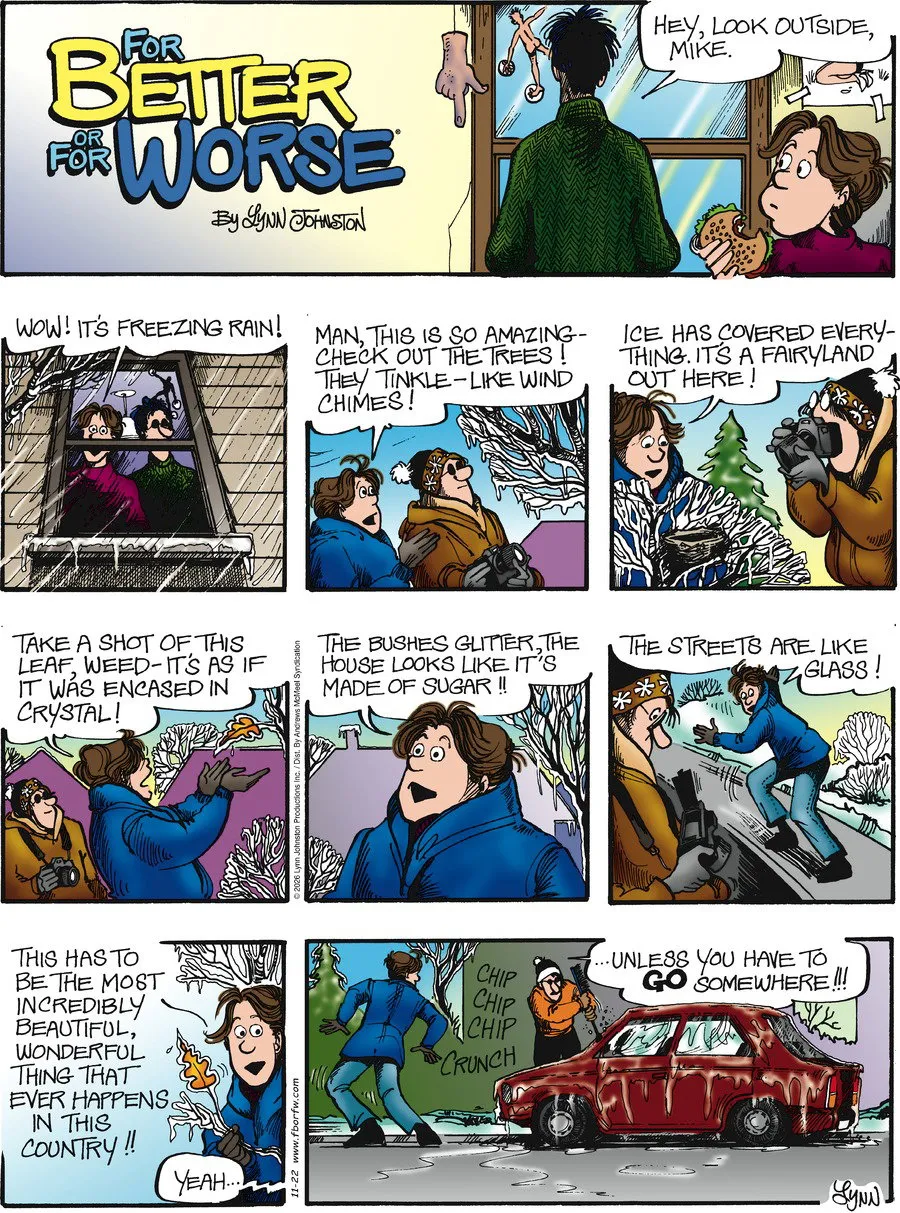 FOR
BETTER
OR
FOR WORSE®
BY LYNN JOHNSTON
HEY, LOOK OUTSIDE,
MIKE.
WOW! IT'S FREEZING RAIN!
MAN, THIS IS SO AMAZING-
CHECK OUT THE TREES!
THEY TINKLE-LIKE WIND
CHIMES!
ICE HAS COVERED EVERY-
THING. IT'S A FAIRYLAND
OUT HERE!
TAKE A SHOT OF THIS
LEAF, WEED-IT'S AS IF
IT WAS ENCASED IN
CRYSTAL!
© 2026 Lynn Johnston Productions Inc. / Dist. By Andrews McMeel Syndication
THE BUSHES GLITTER, THE
HOUSE LOOKS LIKE IT'S
MADE OF SUGAR!!
THE STREETS ARE LIKE
GLASS!
THIS HAS TO
BE THE MOST
INCREDIBLY
BEAUTIFUL,
WONDERFUL
THING THAT
EVER HAPPENS
IN THIS
COUNTRY!!
YEAH...
11-22 www.fborfw.com
CHIP
CHIP
CHIP
CRUNCH
...UNLESS YOU HAVE TO
GO SOMEWHERE!!!
LYNN